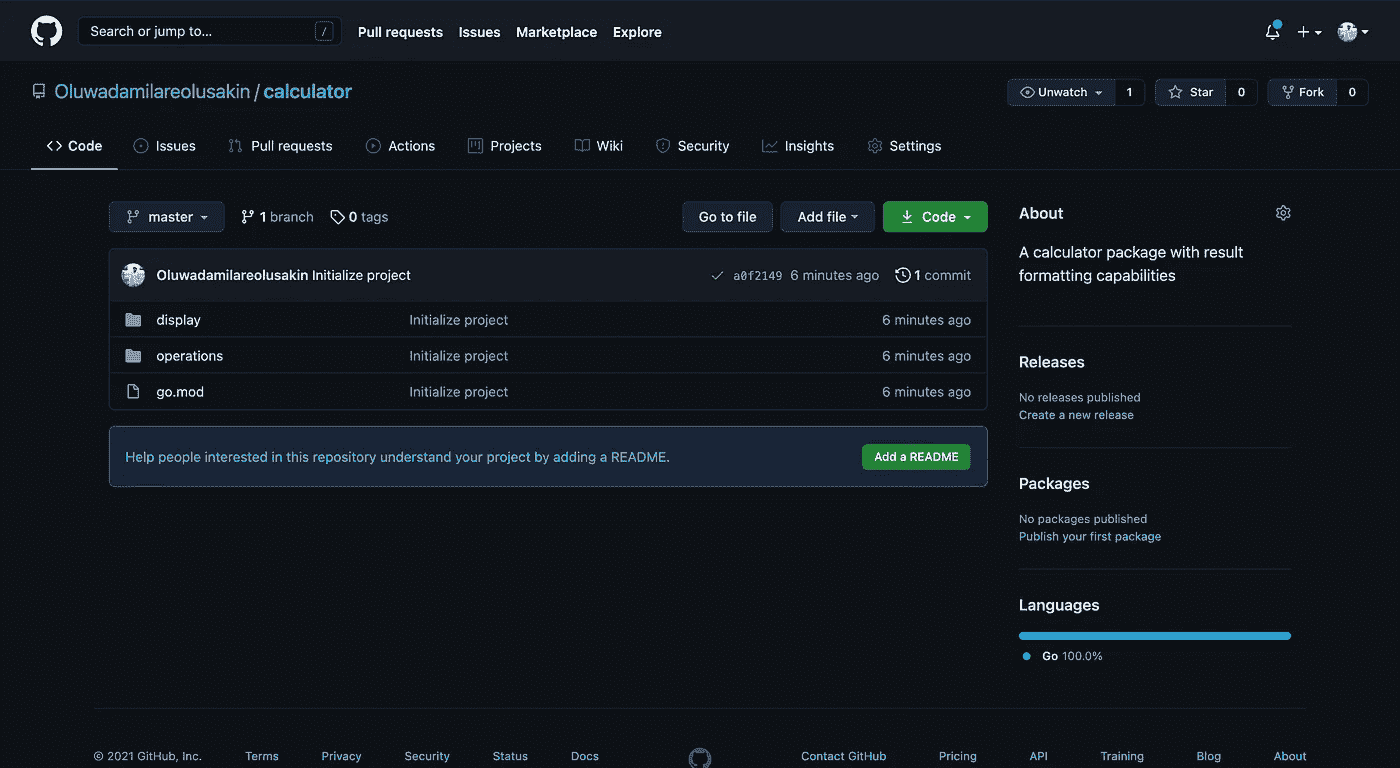 Search or jump to... /
Pull requests Issues Marketplace Explore
Oluwadamilareolusakin / calculator
Unwatch 1 Star 0 Fork 0
Code Issues Pull requests Actions Projects Wiki Security Insights Settings
master 1 branch 0 tags Go to file Add file Code
Oluwadamilareolusakin Initialize project a0f2149 6 minutes ago 1 commit
display Initialize project 6 minutes ago
operations Initialize project 6 minutes ago
go.mod Initialize project 6 minutes ago
Help people interested in this repository understand your project by adding a README. Add a README
About
A calculator package with result
formatting capabilities
Releases
No releases published
Create a new release
Packages
No packages published
Publish your first package
Languages
Go 100.0%
© 2021 GitHub, Inc. Terms Privacy Security Status Docs Contact GitHub Pricing API Training Blog About